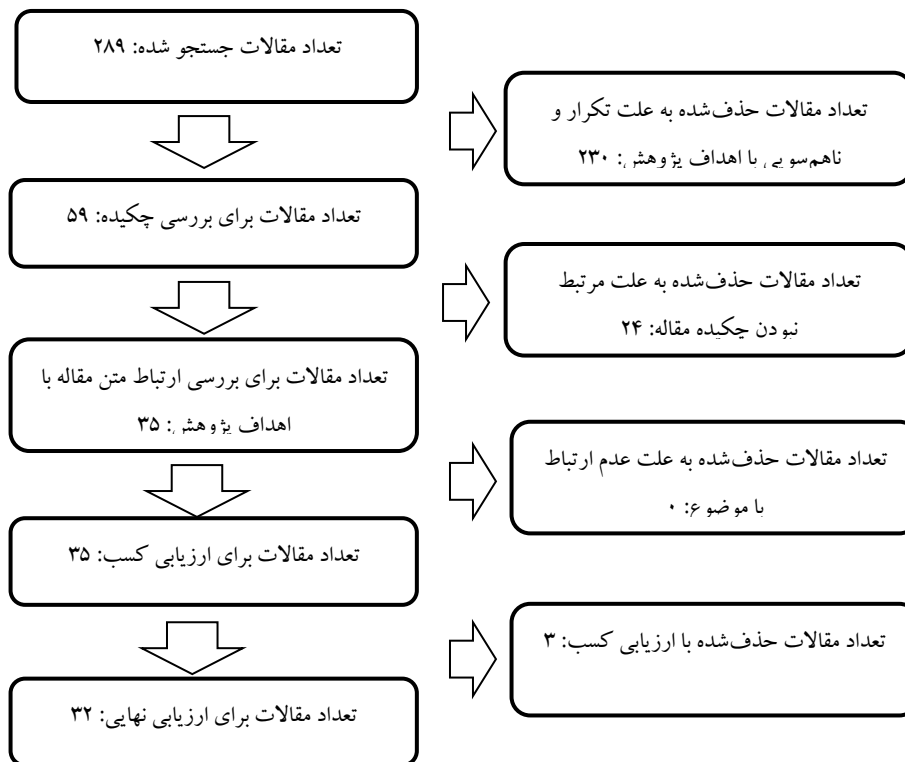 تعداد مقالات جستجو شده: ۲۸۹
تعداد مقالات حذف‌شده به علت تکرار و
ناهم‌سویی با اهداف پژوهش: ۲۳۰
تعداد مقالات برای بررسی چکیده: ۵۹
تعداد مقالات حذف‌شده به علت مرتبط
نبودن چکیده مقاله: ۲۴
تعداد مقالات برای بررسی ارتباط متن مقاله با
اهداف پژوهش: ۳۵
تعداد مقالات حذف‌شده به علت عدم ارتباط
با موضوع: ۰
تعداد مقالات برای ارزیابی کسب: ۳۵
تعداد مقالات حذف‌شده با ارزیابی کسب: ۳
تعداد مقالات برای ارزیابی نهایی: ۳۲